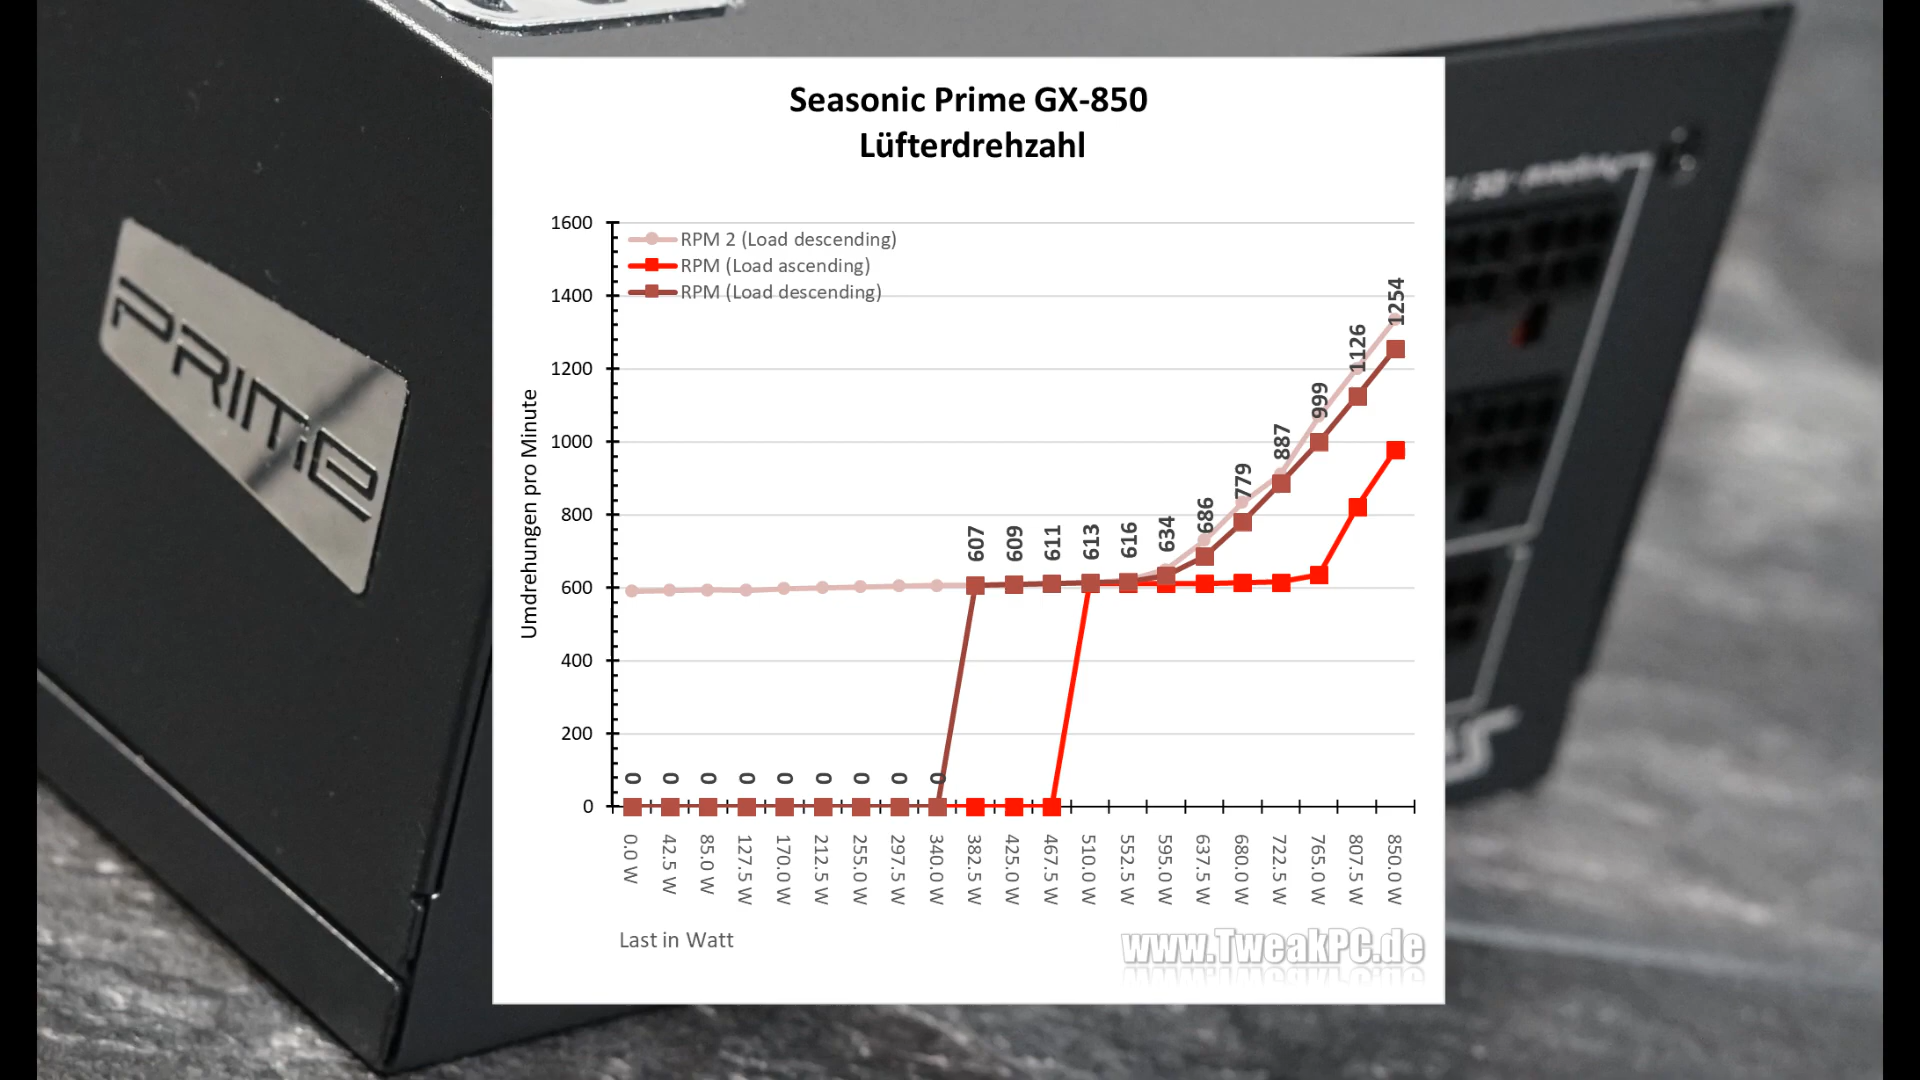 PRIME
Seasonic Prime GX-850
Lüfterdrehzahl
1600
1400
1200
1000
800
600
400
200
0
Umdrehungen pro Minute
RPM 2 (Load descending)
RPM (Load ascending)
RPM (Load descending)
0 0 0 0 0 0 0 0 0 607 609 611 613 616 634 686 779 887 999 1126 1254
0.0 W 42.5 W 85.0 W 127.5 W 170.0 W 212.5 W 255.0 W 297.5 W 340.0 W 382.5 W 425.0 W 467.5 W 510.0 W 552.5 W 595.0 W 637.5 W 680.0 W 722.5 W 765.0 W 807.5 W 850.0 W
Last in Watt
www.TweakPC.de